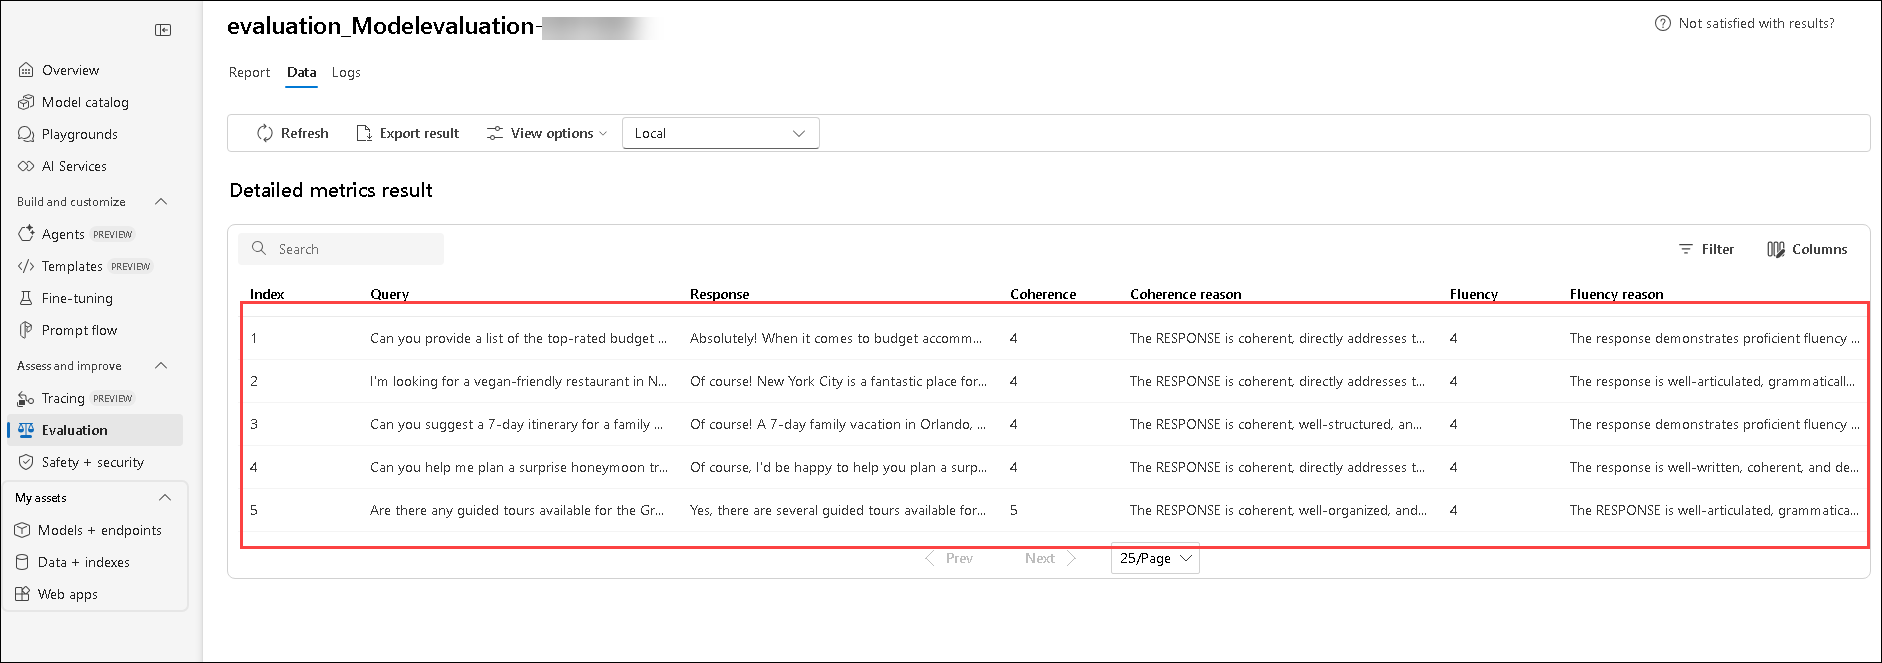 evaluation_Modelevaluation-
Not satisfied with results?
Overview
Model catalog
Playgrounds
AI Services
Build and customize
Agents PREVIEW
Templates PREVIEW
Fine-tuning
Prompt flow
Assess and improve
Tracing PREVIEW
Evaluation
Safety + security
My assets
Models + endpoints
Data + indexes
Web apps
Report Data Logs
Refresh Export result View options Local
Detailed metrics result
Search Filter Columns
Index Query Response Coherence Coherence reason Fluency Fluency reason
1 Can you provide a list of the top-rated budget ... Absolutely! When it comes to budget accomm... 4 The RESPONSE is coherent, directly addresses t... 4 The response demonstrates proficient fluency ...
2 I'm looking for a vegan-friendly restaurant in N... Of course! New York City is a fantastic place for... 4 The RESPONSE is coherent, directly addresses t... 4 The response is well-articulated, grammaticall...
3 Can you suggest a 7-day itinerary for a family ... Of course! A 7-day family vacation in Orlando, ... 4 The RESPONSE is coherent, well-structured, an... 4 The response demonstrates proficient fluency ...
4 Can you help me plan a surprise honeymoon tr... Of course, I'd be happy to help you plan a surp... 4 The RESPONSE is coherent, directly addresses t... 4 The response is well-written, coherent, and de...
5 Are there any guided tours available for the Gr... Yes, there are several guided tours available for... 5 The RESPONSE is coherent, well-organized, and... 4 The RESPONSE is well-articulated, grammatica...
Prev Next 25/Page